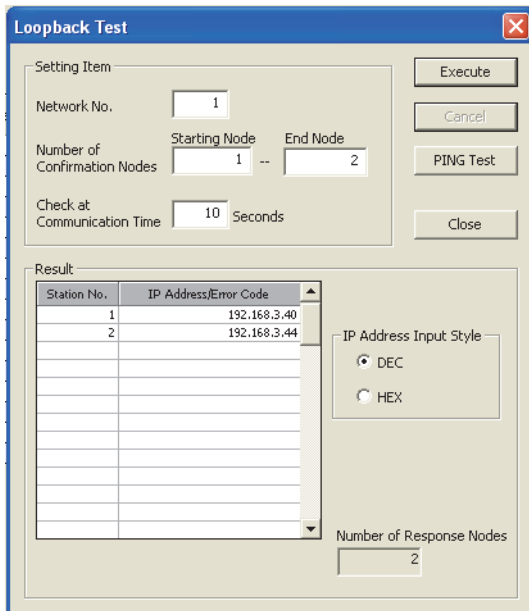 Loopback Test
Setting Item
Network No. 1
Starting Node End Node
Number of Confirmation Nodes 1 -- 2
Check at Communication Time 10 Seconds
Execute
Cancel
PING Test
Close
Result
Station No. IP Address/Error Code
1 192.168.3.40
2 192.168.3.44
IP Address Input Style
DEC
HEX
Number of Response Nodes
2